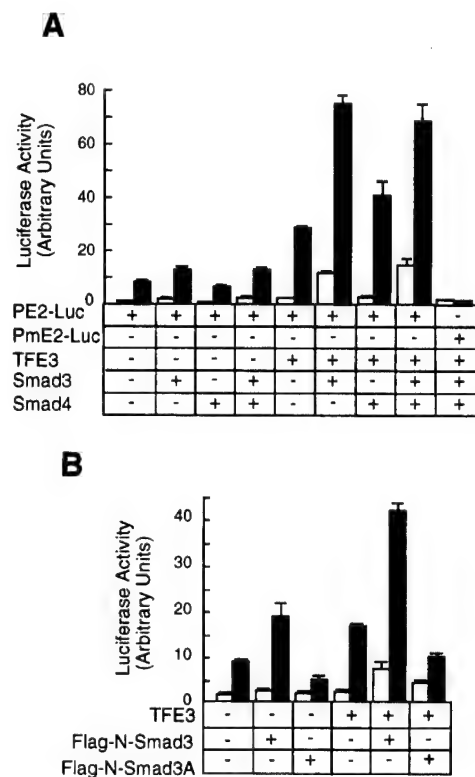 A
Luciferase Activity
(Arbitrary Units)
80
60
40
20
0
PE2-Luc + + + + + + + + -
PmE2-Luc - - - - - - - - +
TFE3 - - - - + + + + +
Smad3 - + - + - + - + +
Smad4 - - + + - - + + +
B
Luciferase Activity
(Arbitrary Units)
40
30
20
10
0
TFE3 - - - + + +
Flag-N-Smad3 - + - - + -
Flag-N-Smad3A - - + - - +